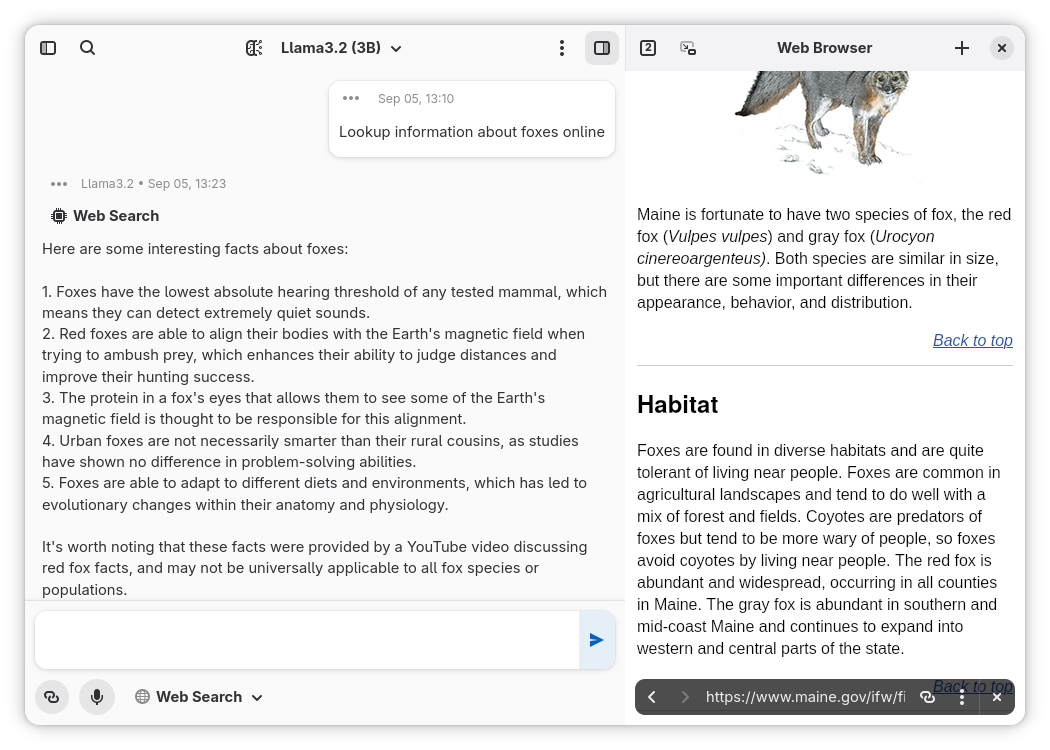 Llama3.2 (3B)
Sep 05, 13:10
Lookup information about foxes online
Llama3.2 • Sep 05, 13:23
Web Search
Here are some interesting facts about foxes:
1. Foxes have the lowest absolute hearing threshold of any tested mammal, which
means they can detect extremely quiet sounds.
2. Red foxes are able to align their bodies with the Earth's magnetic field when
trying to ambush prey, which enhances their ability to judge distances and
improve their hunting success.
3. The protein in a fox's eyes that allows them to see some of the Earth's
magnetic field is thought to be responsible for this alignment.
4. Urban foxes are not necessarily smarter than their rural cousins, as studies
have shown no difference in problem-solving abilities.
5. Foxes are able to adapt to different diets and environments, which has led to
evolutionary changes within their anatomy and physiology.
It's worth noting that these facts were provided by a YouTube video discussing
red fox facts, and may not be universally applicable to all fox species or
populations.
Web Search
2
Web Browser
Maine is fortunate to have two species of fox, the red
fox (Vulpes vulpes) and gray fox (Urocyon
cinereoargenteus). Both species are similar in size,
but there are some important differences in their
appearance, behavior, and distribution.
Back to top
Habitat
Foxes are found in diverse habitats and are quite
tolerant of living near people. Foxes are common in
agricultural landscapes and tend to do well with a
mix of forest and fields. Coyotes are predators of
foxes but tend to be more wary of people, so foxes
avoid coyotes by living near people. The red fox is
abundant and widespread, occurring in all counties
in Maine. The gray fox is abundant in southern and
mid-coast Maine and continues to expand into
western and central parts of the state.
Back to top
https://www.maine.gov/ifw/fi